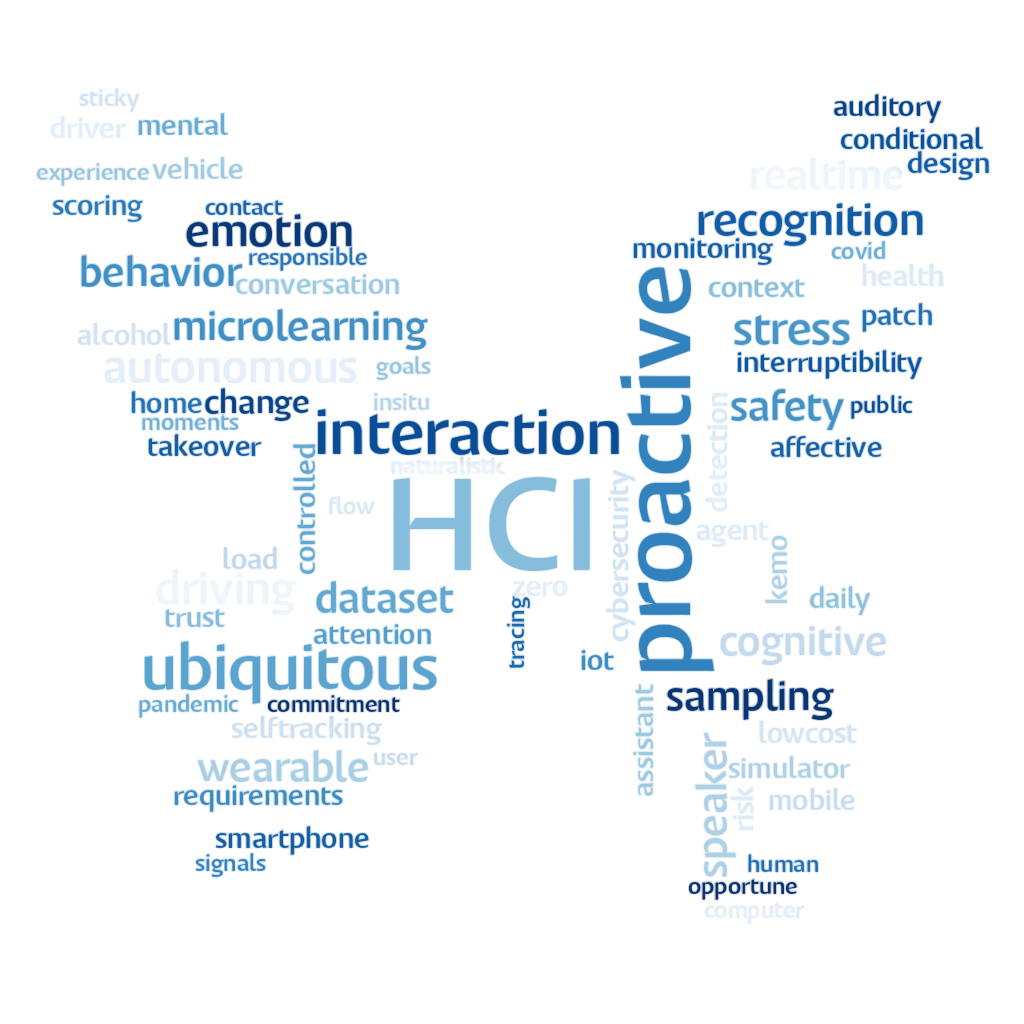 sticky
driver
mental
experience
vehicle
scoring
contact
emotion
responsible
behavior
conversation
alcohol
microlearning
autonomous
goals
home
change
insitu
moments
takeover
interaction
controlled
naturalistic
flow
HCI
load
driving
zero
trust
dataset
attention
tracing
ubiquitous
iot
pandemic
commitment
selftracking
wearable
user
requirements
smartphone
signals
auditory
conditional
design
realtime
recognition
monitoring
covid
health
context
proactive
stress
patch
interruptibility
safety
public
detection
affective
cybersecurity
agent
kemo
daily
cognitive
sampling
assistant
lowcost
speaker
simulator
risk
mobile
human
opportune
computer